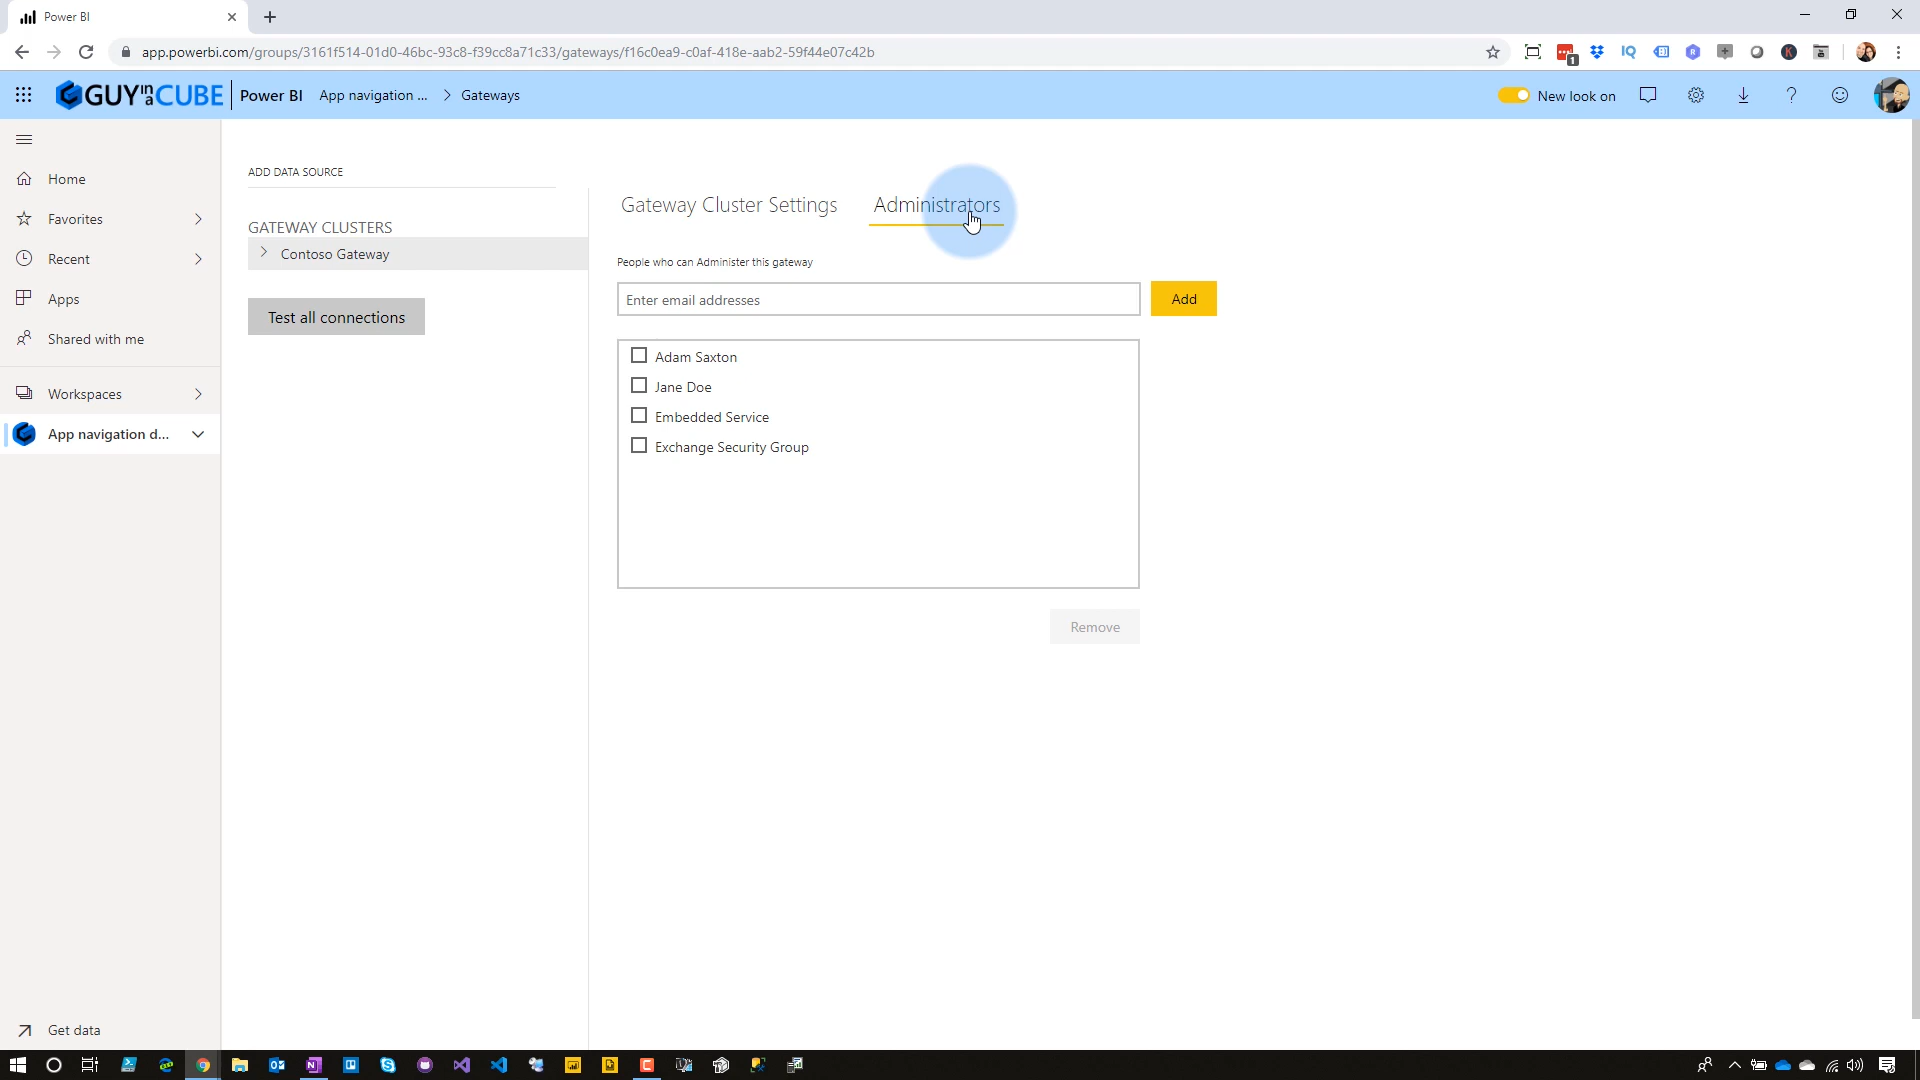 Power BI
app.powerbi.com/groups/3161f514-01d0-46bc-93c8-f39cc8a71c33/gateways/f16c0ea9-c0af-418e-aab2-59f44e07c42b
1
GUY in a CUBE
Power BI
App navigation ...
Gateways
New look on
Home
Favorites
Recent
Apps
Shared with me
Workspaces
App navigation d...
Get data
ADD DATA SOURCE
GATEWAY CLUSTERS
Contoso Gateway
Test all connections
Gateway Cluster Settings
Administrators
People who can Administer this gateway
Enter email addresses
Add
Adam Saxton
Jane Doe
Embedded Service
Exchange Security Group
Remove